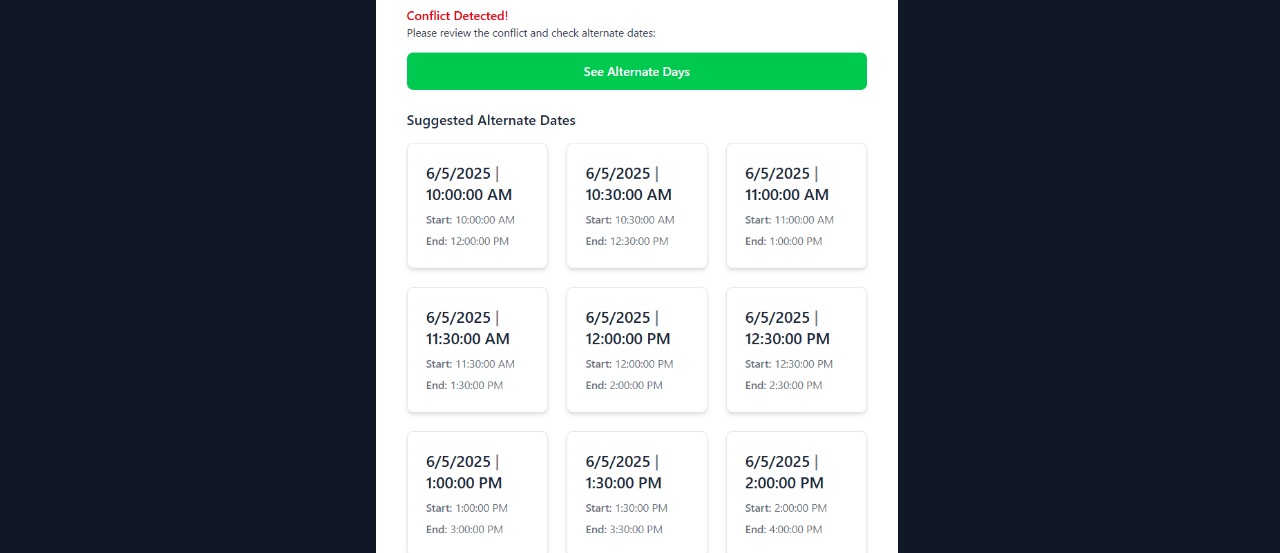 Conflict Detected!
Please review the conflict and check alternate dates:
See Alternate Days
Suggested Alternate Dates
6/5/2025 |
10:00:00 AM
Start: 10:00:00 AM
End: 12:00:00 PM
6/5/2025 |
10:30:00 AM
Start: 10:30:00 AM
End: 12:30:00 PM
6/5/2025 |
11:00:00 AM
Start: 11:00:00 AM
End: 1:00:00 PM
6/5/2025 |
11:30:00 AM
Start: 11:30:00 AM
End: 1:30:00 PM
6/5/2025 |
12:00:00 PM
Start: 12:00:00 PM
End: 2:00:00 PM
6/5/2025 |
12:30:00 PM
Start: 12:30:00 PM
End: 2:30:00 PM
6/5/2025 |
1:00:00 PM
Start: 1:00:00 PM
End: 3:00:00 PM
6/5/2025 |
1:30:00 PM
Start: 1:30:00 PM
End: 3:30:00 PM
6/5/2025 |
2:00:00 PM
Start: 2:00:00 PM
End: 4:00:00 PM